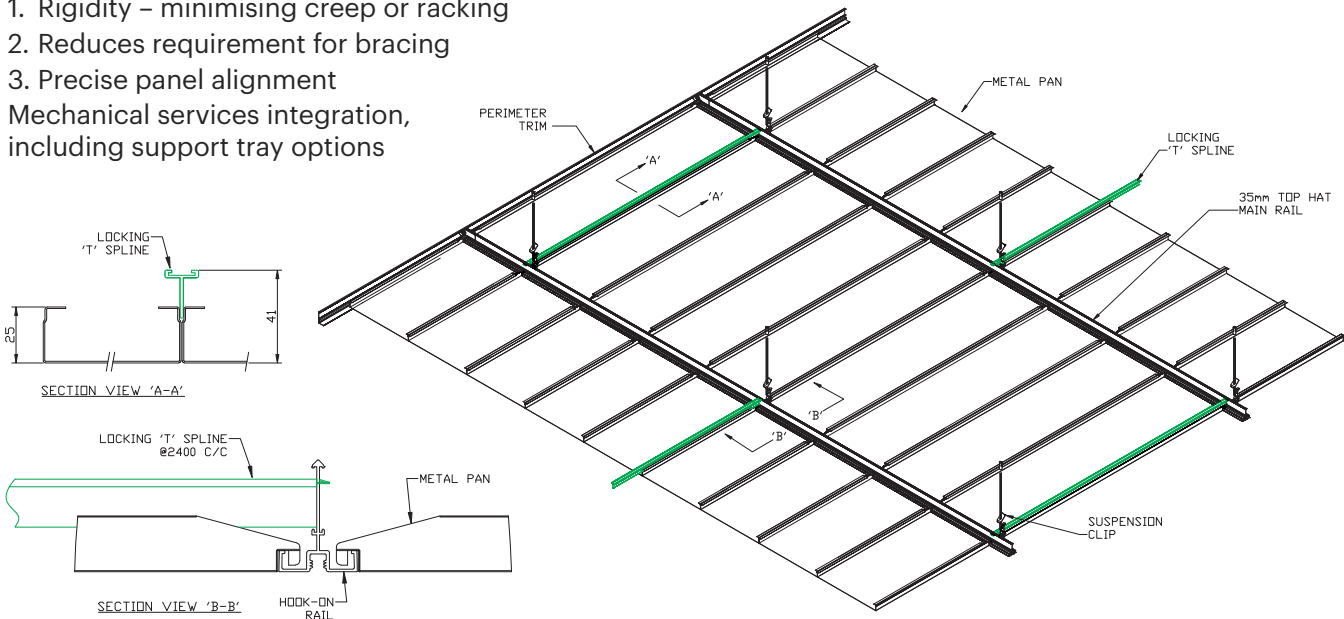 1. Rigidity – minimising creep or racking
2. Reduces requirement for bracing
3. Precise panel alignment
Mechanical services integration,
including support tray options
PERIMETER
TRIM
METAL PAN
LOCKING
'T' SPLINE
35mm TOP HAT
MAIN RAIL
'A'
'A'
'B'
'B'
SUSPENSION
CLIP
LOCKING
'T' SPLINE
25
41
SECTION VIEW 'A-A'
LOCKING 'T' SPLINE
@2400 C/C
METAL PAN
HOOK-ON
RAIL
SECTION VIEW 'B-B'